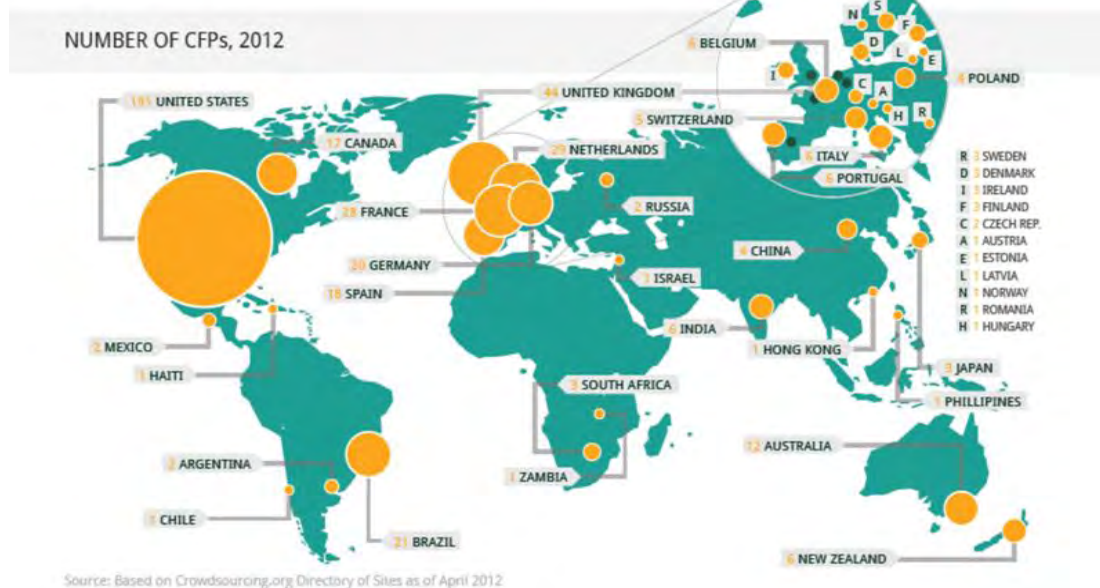 NUMBER OF CFPs, 2012
N
S
F
6 BELGIUM
D
L
E
I
4 POLAND
UNITED STATES
44 UNITED KINGDOM
C
A
H
R
5 SWITZERLAND
17 CANADA
29 NETHERLANDS
6 ITALY
6 PORTUGAL
R 3 SWEDEN
D 3 DENMARK
I 3 IRELAND
F 3 FINLAND
C 2 CZECH REP.
A 1 AUSTRIA
E 1 ESTONIA
L 1 LATVIA
N 1 NORWAY
R 1 ROMANIA
H 1 HUNGARY
28 FRANCE
2 RUSSIA
4 CHINA
20 GERMANY
1 ISRAEL
18 SPAIN
6 INDIA
2 MEXICO
1 HONG KONG
1 HAITI
3 JAPAN
3 SOUTH AFRICA
1 PHILLIPINES
12 AUSTRALIA
2 ARGENTINA
1 ZAMBIA
1 CHILE
21 BRAZIL
6 NEW ZEALAND
Source: Based on Crowdsourcing.org Directory of Sites as of April 2012